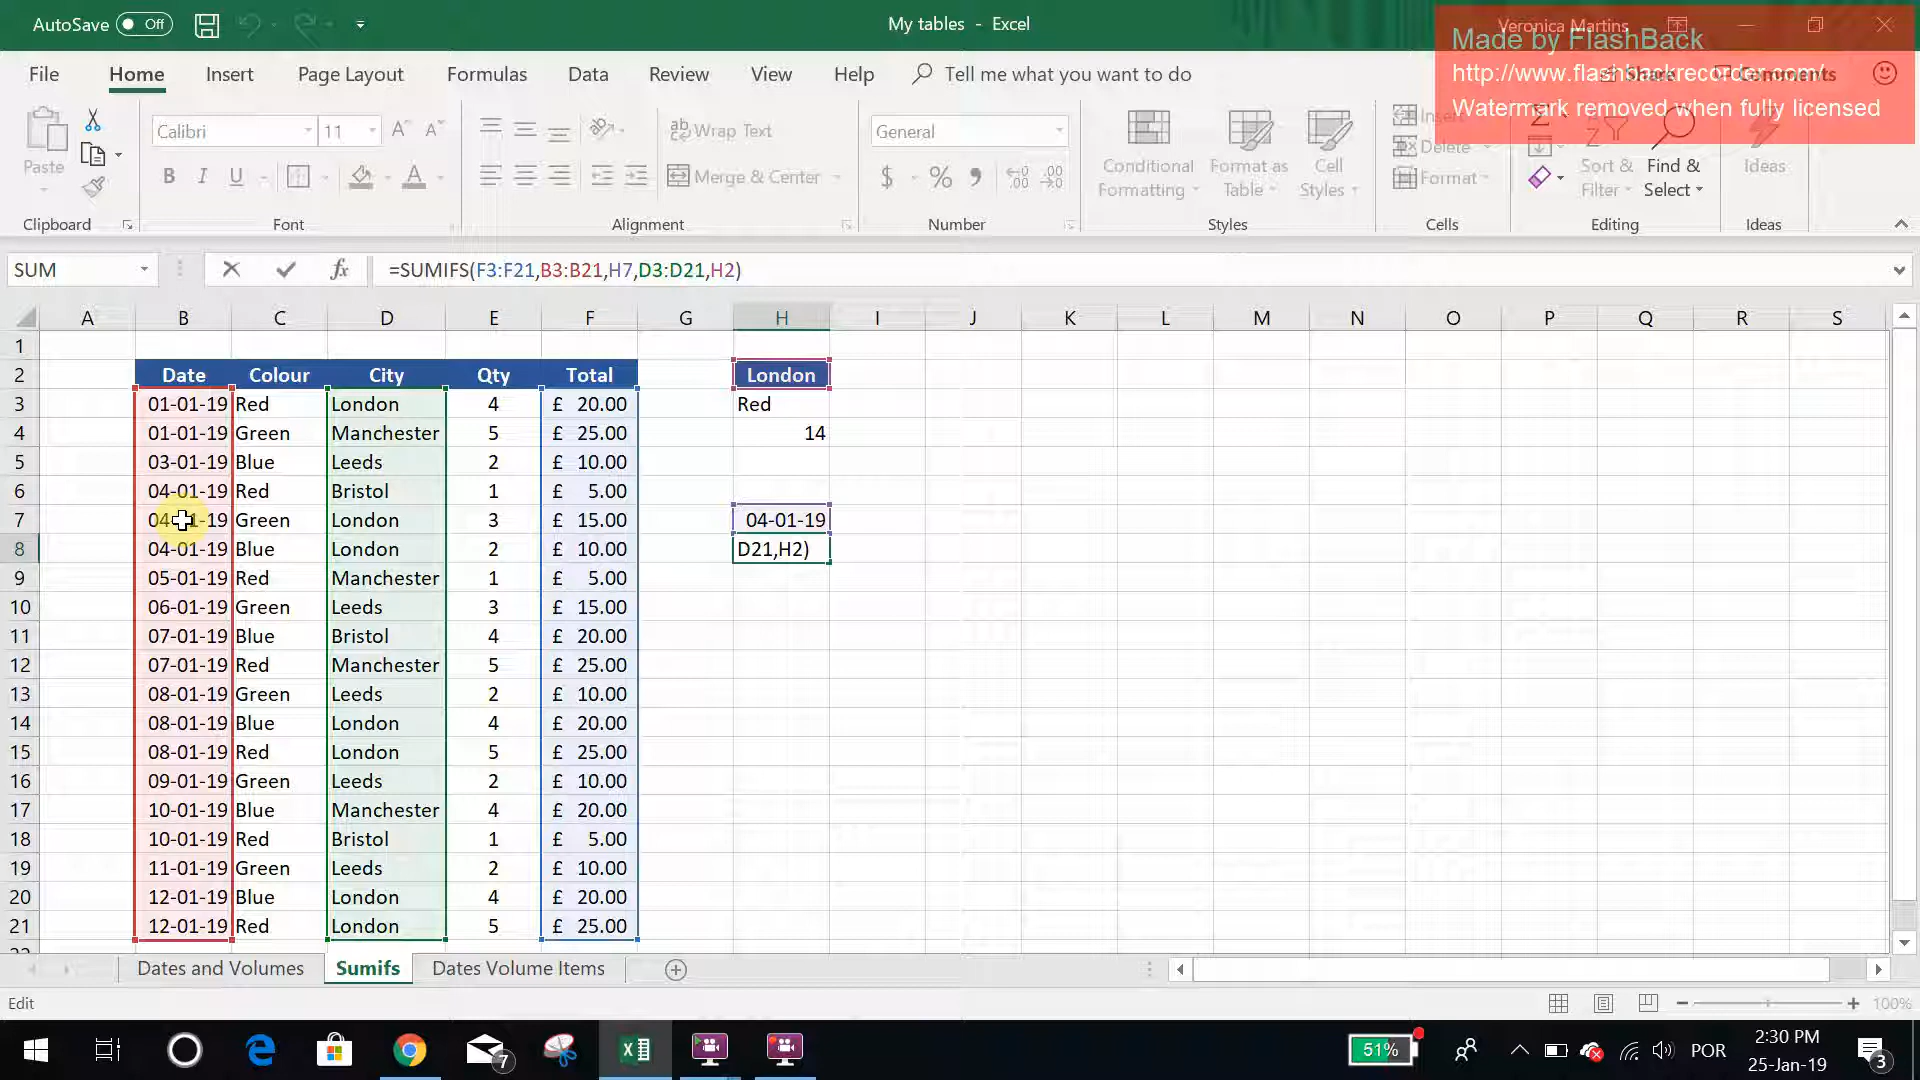 AutoSave Off
My tables - Excel
Veronica Martins
Made by FlashBack
http://www.flashbackrecorder.com/
Watermark removed when fully licensed
File Home Insert Page Layout Formulas Data Review View Help Tell me what you want to do
Share Comments
Paste
Clipboard
Calibri 11
B I U
Font
ab Wrap Text
Merge & Center
Alignment
General
$ % ,
Number
Conditional Formatting
Format as Table
Cell Styles
Styles
Insert
Delete
Format
Cells
Sort & Filter
Find & Select
Editing
Ideas
Ideas
SUM fx =SUMIFS(F3:F21,B3:B21,H7,D3:D21,H2)
A B C D E F G H I J K L M N O P Q R S
1
2 Date Colour City Qty Total London
3 01-01-19 Red London 4 £ 20.00 Red
4 01-01-19 Green Manchester 5 £ 25.00 14
5 03-01-19 Blue Leeds 2 £ 10.00
6 04-01-19 Red Bristol 1 £ 5.00
7 04-01-19 Green London 3 £ 15.00 04-01-19
8 04-01-19 Blue London 2 £ 10.00 D21,H2)
9 05-01-19 Red Manchester 1 £ 5.00
10 06-01-19 Green Leeds 3 £ 15.00
11 07-01-19 Blue Bristol 4 £ 20.00
12 07-01-19 Red Manchester 5 £ 25.00
13 08-01-19 Green Leeds 2 £ 10.00
14 08-01-19 Blue London 4 £ 20.00
15 08-01-19 Red London 5 £ 25.00
16 09-01-19 Green Leeds 2 £ 10.00
17 10-01-19 Blue Manchester 4 £ 20.00
18 10-01-19 Red Bristol 1 £ 5.00
19 11-01-19 Green Leeds 2 £ 10.00
20 12-01-19 Blue London 4 £ 20.00
21 12-01-19 Red London 5 £ 25.00
Dates and Volumes Sumifs Dates Volume Items
Edit
100%
7
51%
POR
2:30 PM
25-Jan-19
3